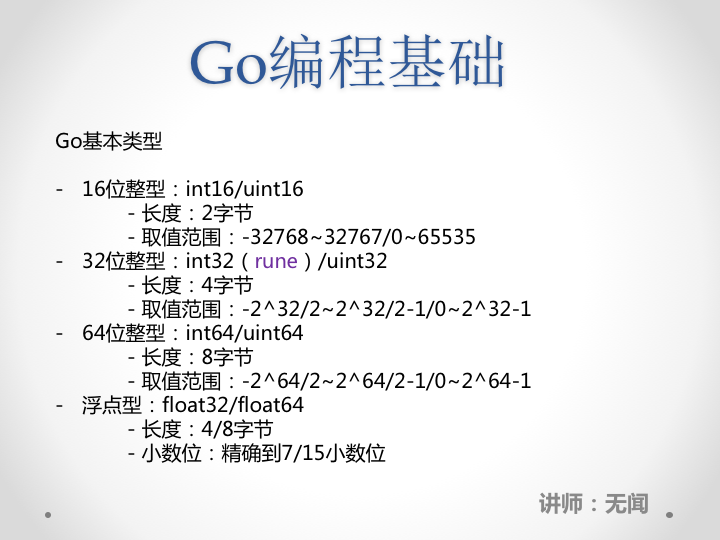 Go编程基础
Go基本类型
- 16位整型：int16/uint16
- 长度：2字节
- 取值范围：-32768~32767/0~65535
- 32位整型：int32（rune）/uint32
- 长度：4字节
- 取值范围：-2^32/2~2^32/2-1/0~2^32-1
- 64位整型：int64/uint64
- 长度：8字节
- 取值范围：-2^64/2~2^64/2-1/0~2^64-1
- 浮点型：float32/float64
- 长度：4/8字节
- 小数位：精确到7/15小数位
讲师：无闻